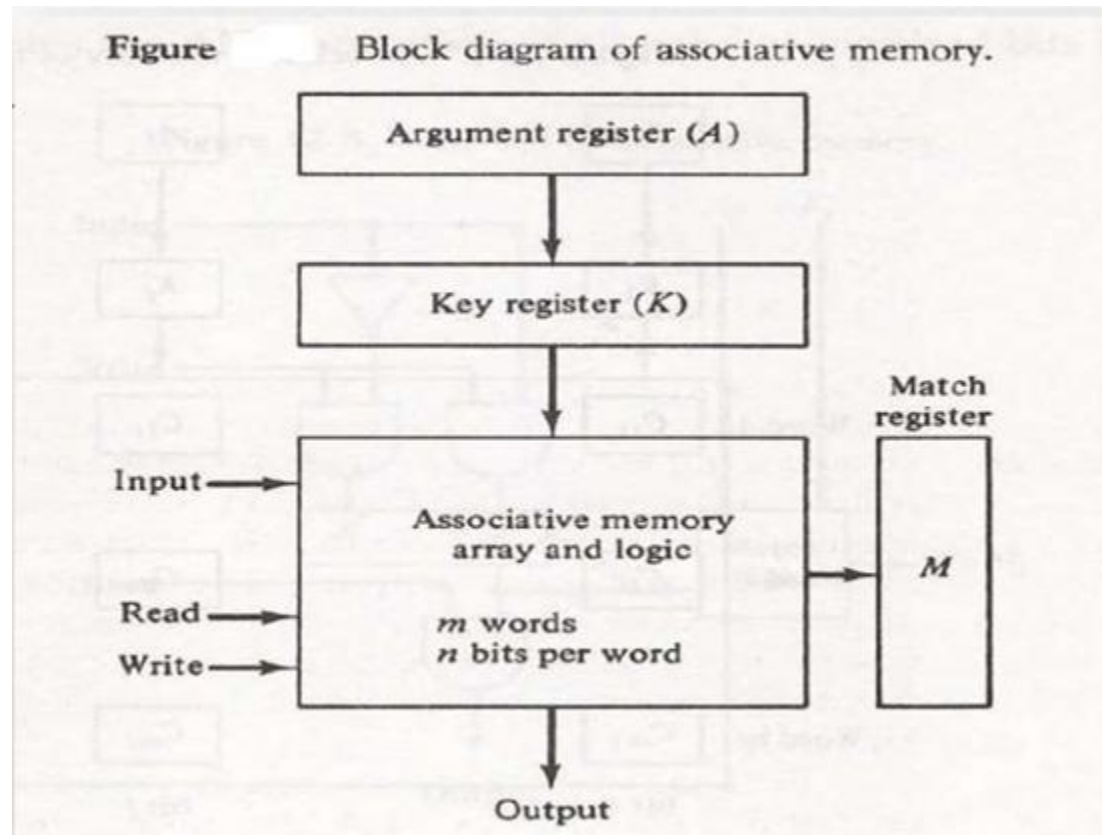 Figure Block diagram of associative memory.
Argument register (A)
Key register (K)
Match
register
Input
Associative memory
array and logic
M
Read
m words
n bits per word
Write
Output